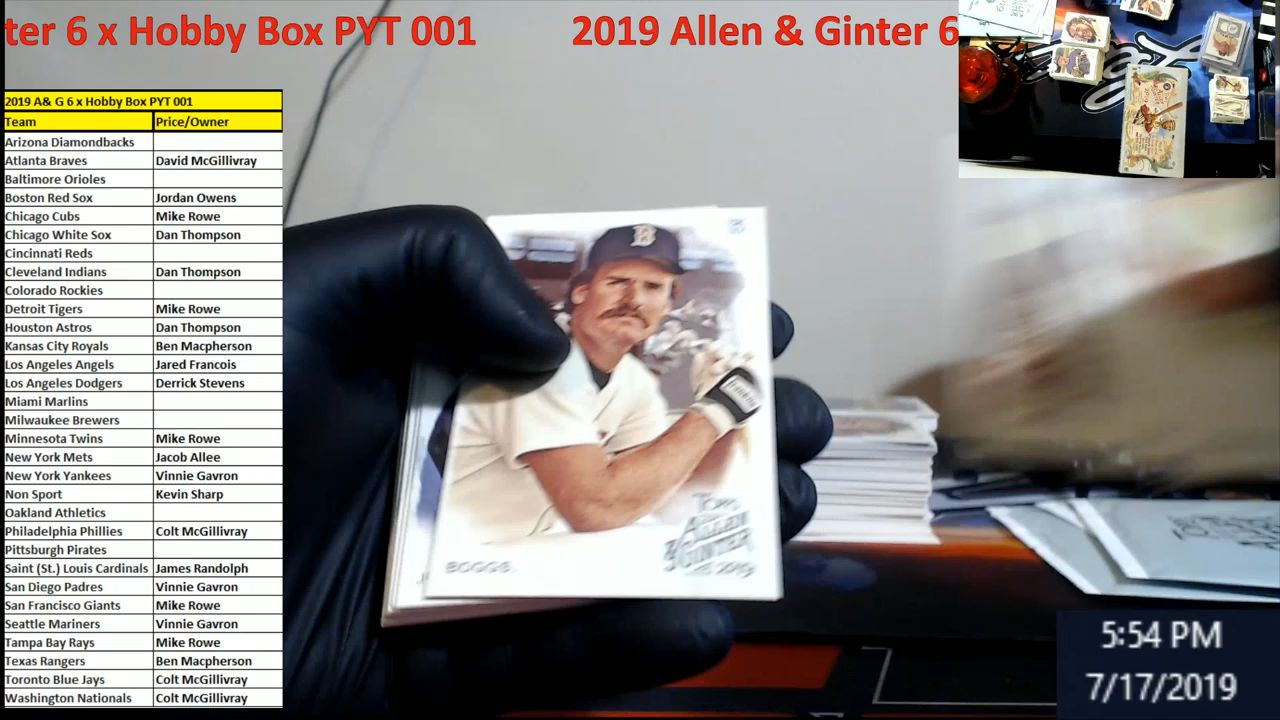 ter 6 x Hobby Box PYT 001 2019 Allen & Ginter 6
2019 A& G 6 x Hobby Box PYT 001
Team Price/Owner
Arizona Diamondbacks
Atlanta Braves David McGillivray
Baltimore Orioles
Boston Red Sox Jordan Owens
Chicago Cubs Mike Rowe
Chicago White Sox Dan Thompson
Cincinnati Reds
Cleveland Indians Dan Thompson
Colorado Rockies
Detroit Tigers Mike Rowe
Houston Astros Dan Thompson
Kansas City Royals Ben Macpherson
Los Angeles Angels Jared Francois
Los Angeles Dodgers Derrick Stevens
Miami Marlins
Milwaukee Brewers
Minnesota Twins Mike Rowe
New York Mets Jacob Allee
New York Yankees Vinnie Gavron
Non Sport Kevin Sharp
Oakland Athletics
Philadelphia Phillies Colt McGillivray
Pittsburgh Pirates
Saint (St.) Louis Cardinals James Randolph
San Diego Padres Vinnie Gavron
San Francisco Giants Mike Rowe
Seattle Mariners Vinnie Gavron
Tampa Bay Rays Mike Rowe
Texas Rangers Ben Macpherson
Toronto Blue Jays Colt McGillivray
Washington Nationals Colt McGillivray
B
Franklin
TOPPS
ALLEN
& GINTER
2019
BOGGS
5:54 PM
7/17/2019